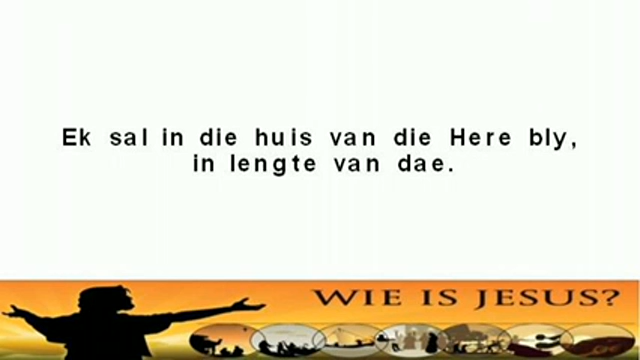 Ek sal in die huis van die Here bly,
in lengte van dae.
WIE IS JESUS?